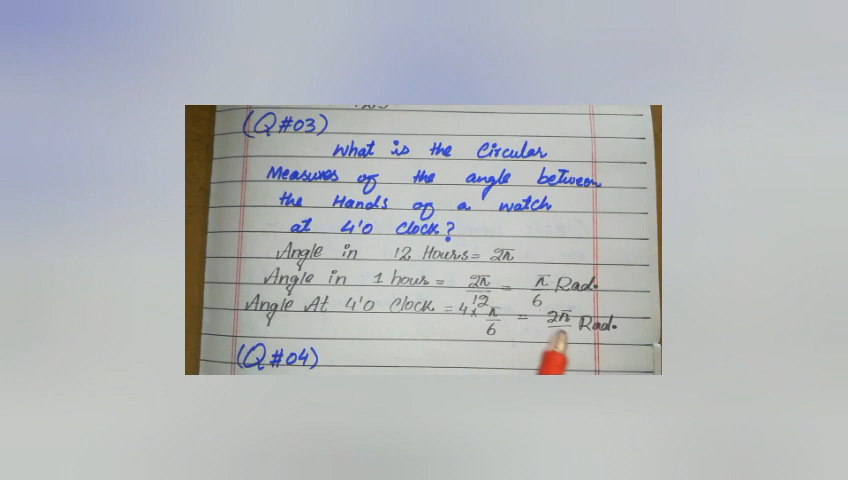 (Q#03)
What is the Circular
Measures of the angle between
the Hands of a watch
at 4'0 Clock?
Angle in 12 Hours = 2π
Angle in 1 hour = 2π/12 = π/6 Rad.
Angle At 4'0 Clock = 4 × π/6 = 2π Rad.
(Q#04)